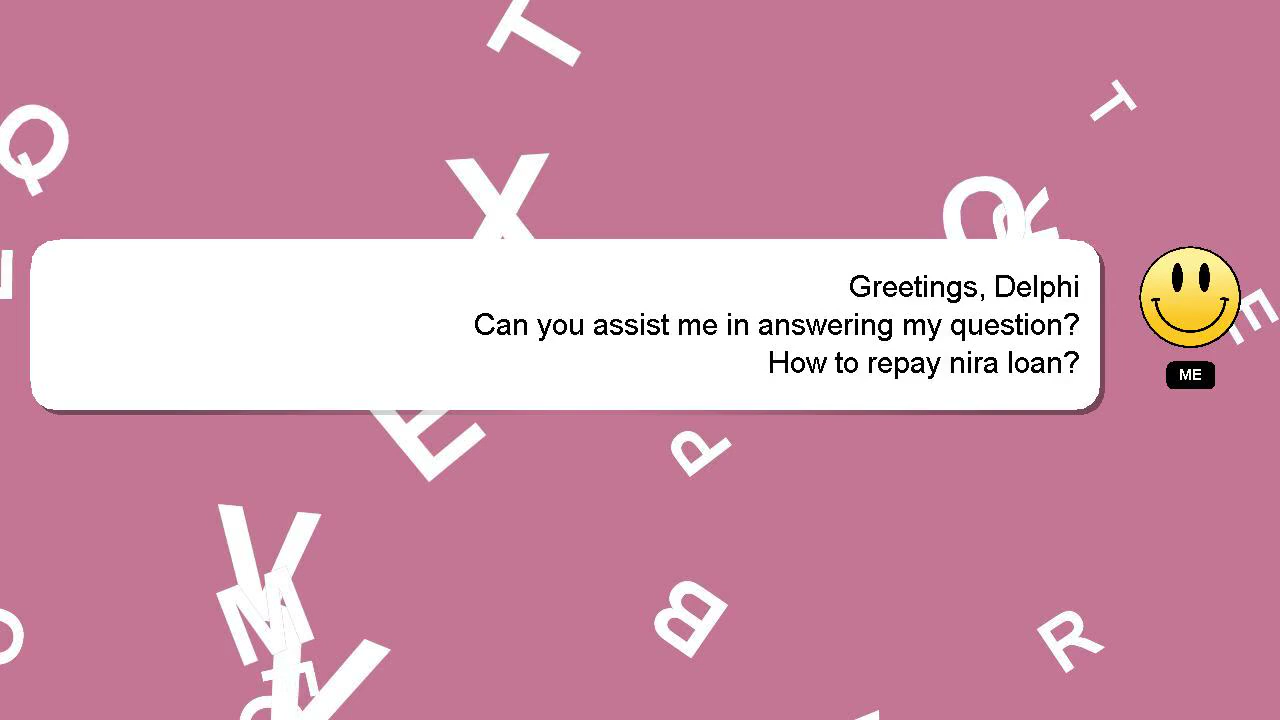 Greetings, Delphi
Can you assist me in answering my question?
How to repay nira loan?
ME
T
T
Q
X
Q
R
E
E
P
V
M
B
R